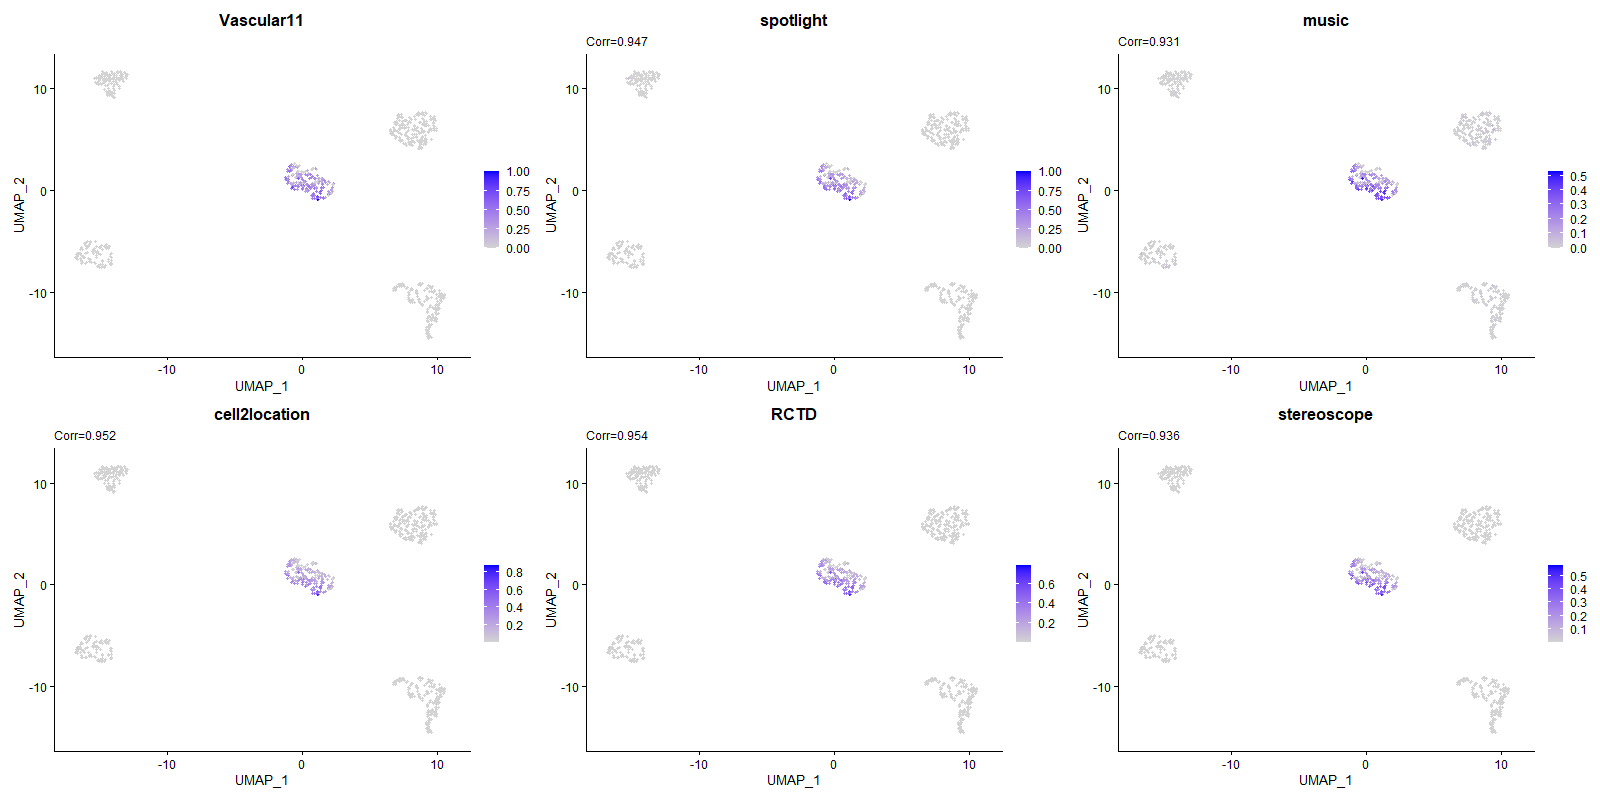 Vascular11
10
0
-10
UMAP_2
-10
0
10
UMAP_1
1.00
0.75
0.50
0.25
0.00
spotlight
Corr=0.947
10
0
-10
UMAP_2
-10
0
10
UMAP_1
1.00
0.75
0.50
0.25
0.00
music
Corr=0.931
10
0
-10
UMAP_2
-10
0
10
UMAP_1
0.5
0.4
0.3
0.2
0.1
0.0
cell2location
Corr=0.952
10
0
-10
UMAP_2
-10
0
10
UMAP_1
0.8
0.6
0.4
0.2
RCTD
Corr=0.954
10
0
-10
UMAP_2
-10
0
10
UMAP_1
0.6
0.4
0.2
stereoscope
Corr=0.936
10
0
-10
UMAP_2
-10
0
10
UMAP_1
0.5
0.4
0.3
0.2
0.1